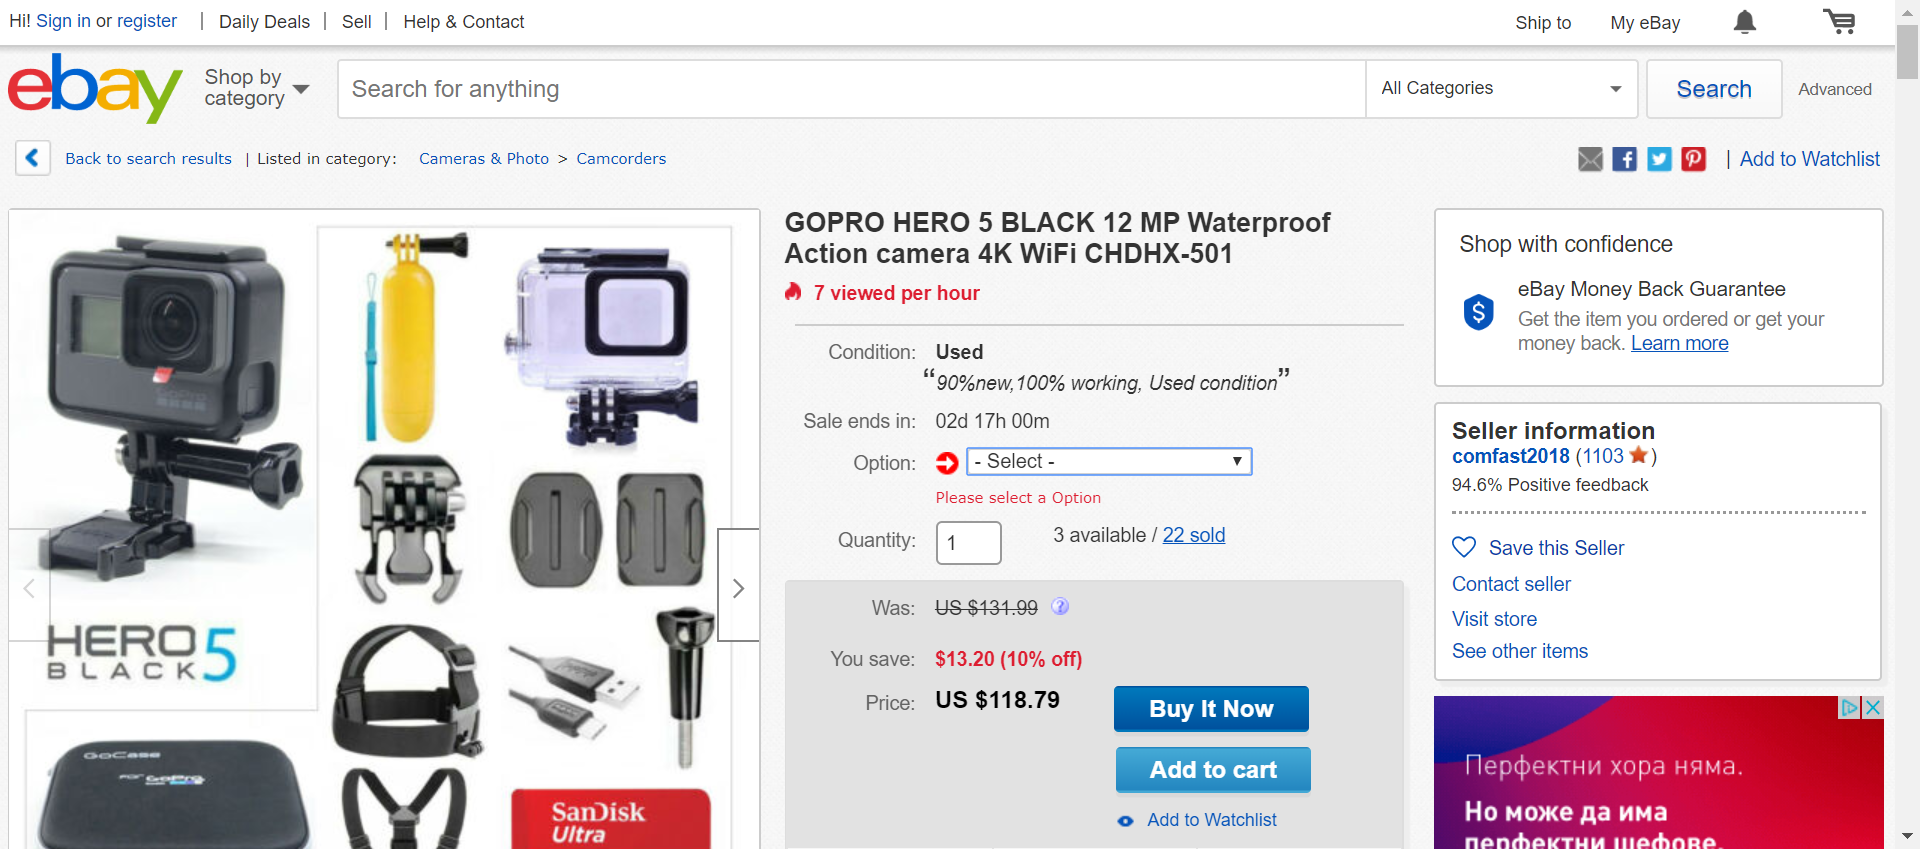 Hi! Sign in or register | Daily Deals | Sell | Help & Contact
Ship to My eBay
ebay
Shop by
category
Search for anything
All Categories
Search
Advanced
Back to search results | Listed in category: Cameras & Photo > Camcorders
| Add to Watchlist
GOPRO HERO 5 BLACK 12 MP Waterproof
Action camera 4K WiFi CHDHX-501
7 viewed per hour
Condition: Used
“90%new,100% working, Used condition”
Sale ends in: 02d 17h 00m
Option: - Select -
Please select a Option
Quantity: 1 3 available / 22 sold
Was: US $131.99 ?
You save: $13.20 (10% off)
Price: US $118.79
Buy It Now
Add to cart
Add to Watchlist
GoPro
HERO 5
BLACK
GoCase
FOR GoPro
SanDisk
Ultra
Shop with confidence
eBay Money Back Guarantee
Get the item you ordered or get your
money back. Learn more
Seller information
comfast2018 (1103 )
94.6% Positive feedback
Save this Seller
Contact seller
Visit store
See other items
Перфектни хора няма.
Но може да има
перфектни шефове.